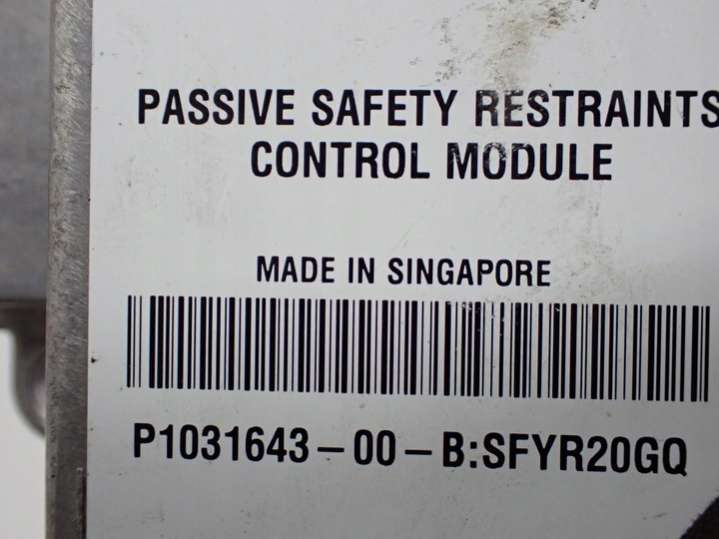 PASSIVE SAFETY RESTRAINTS
CONTROL MODULE
MADE IN SINGAPORE
P1031643-00-B:SFYR20GQ